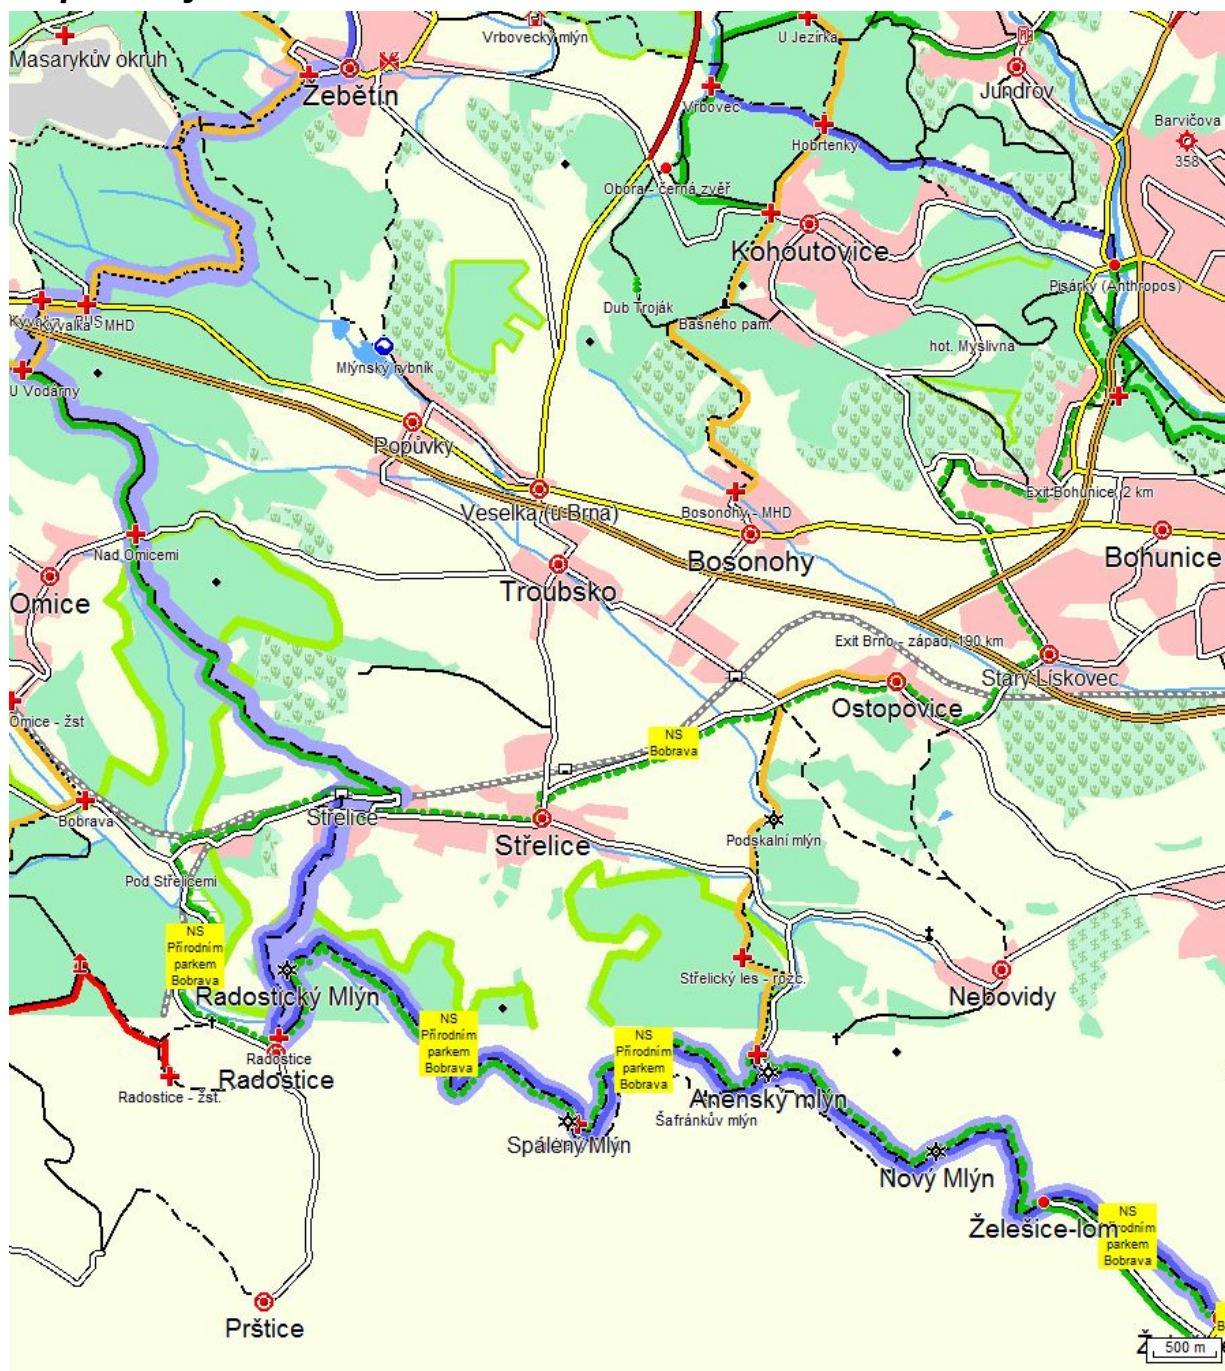 Vrbovecký mlýn
U Jezírka
Masarykův okruh
Žebětín
Vrbovec
Jundrov
Barvičova
358
Hobrtenky
Obora - černá zvěř
Kohoutovice
Pisárky (Anthropos)
Dub Troják
Bašného pam.
Kývalka - MHD
hot. Myslivna
Mlýnský rybník
U Vodárny
Popůvky
Veselka (u Brna)
Exit Bohunice, 2 km
Bosonohy - MHD
Nad Omicemi
Bosonohy
Bohunice
Omice
Troubsko
Exit Brno - západ, 190 km
Starý Lískovec
Omice - žst
Ostopovice
NS
Bobrava
Bobrava
Střelice
Střelice
Podskalní mlýn
Pod Střelicemi
NS
Přírodním
parkem
Bobrava
Střelický les - rozc.
Nebovidy
Radostický Mlýn
NS
Přírodním
parkem
Bobrava
NS
Přírodním
parkem
Bobrava
Radostice
Radostice
Radostice - žst.
Anenský mlýn
Šafránkův mlýn
Spálený Mlýn
Nový Mlýn
Želešice-lom
NS
Přírodním
parkem
Bobrava
Prštice
500 m